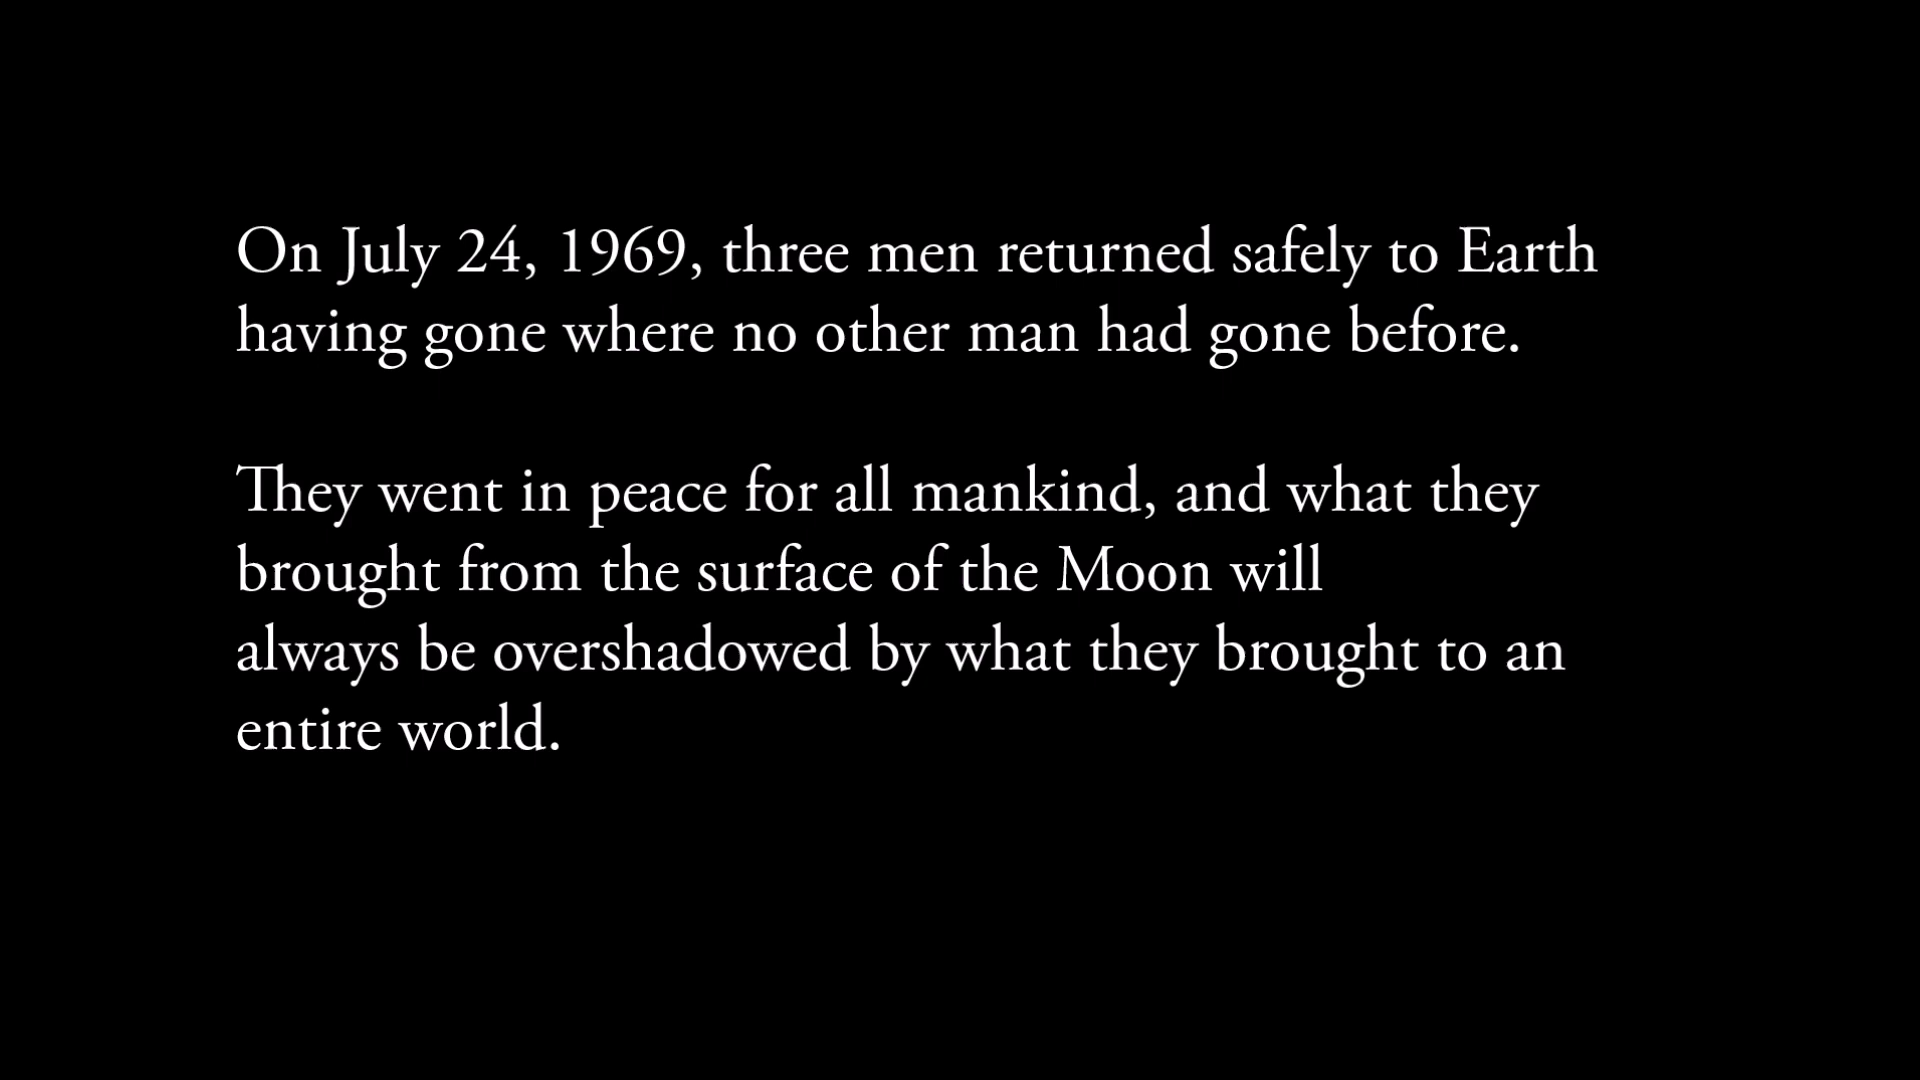 On July 24, 1969, three men returned safely to Earth
having gone where no other man had gone before.
They went in peace for all mankind, and what they
brought from the surface of the Moon will
always be overshadowed by what they brought to an
entire world.